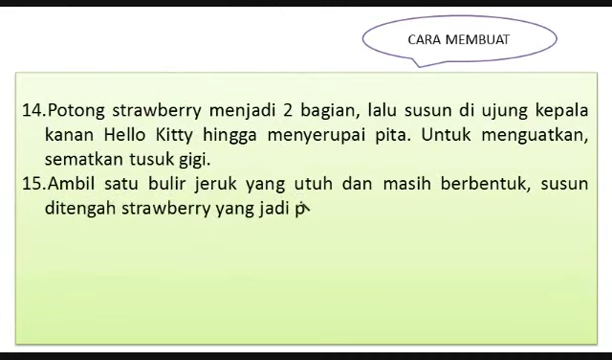 CARA MEMBUAT
14.Potong strawberry menjadi 2 bagian, lalu susun di ujung kepala
kanan Hello Kitty hingga menyerupai pita. Untuk menguatkan,
sematkan tusuk gigi.
15.Ambil satu bulir jeruk yang utuh dan masih berbentuk, susun
ditengah strawberry yang jadi